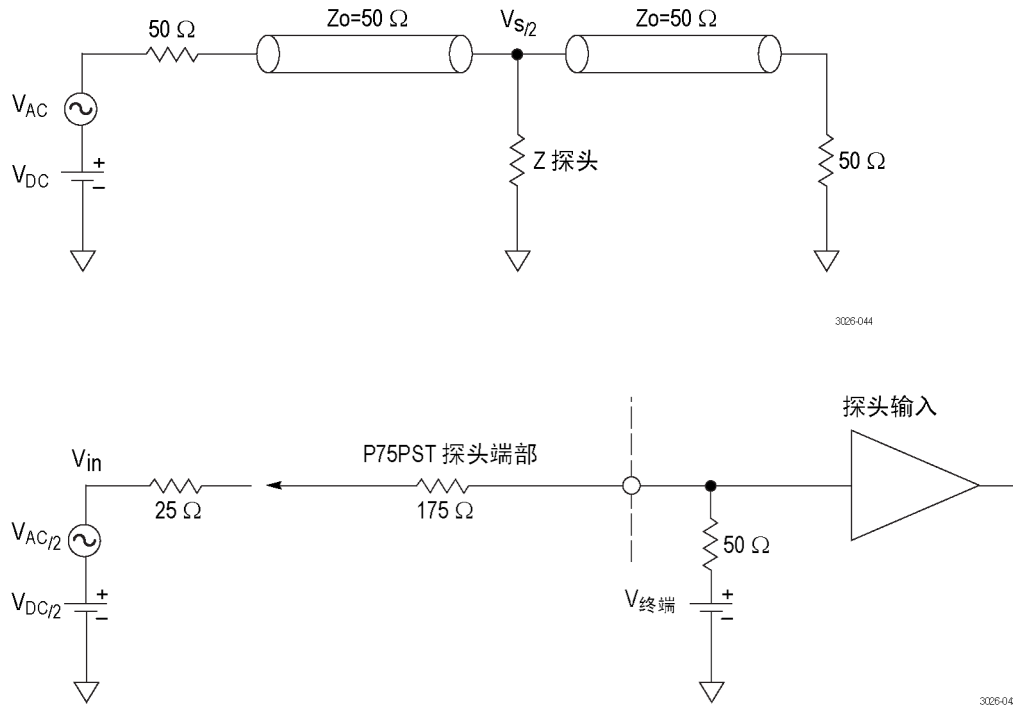 Zo=50 Ω
Zo=50 Ω
50 Ω
VS/2
VAC
VDC
Z 探头
50 Ω
3026-044
探头输入
P75PST 探头端部
Vin
25 Ω
175 Ω
VAC/2
50 Ω
VDC/2
V终端
3026-04